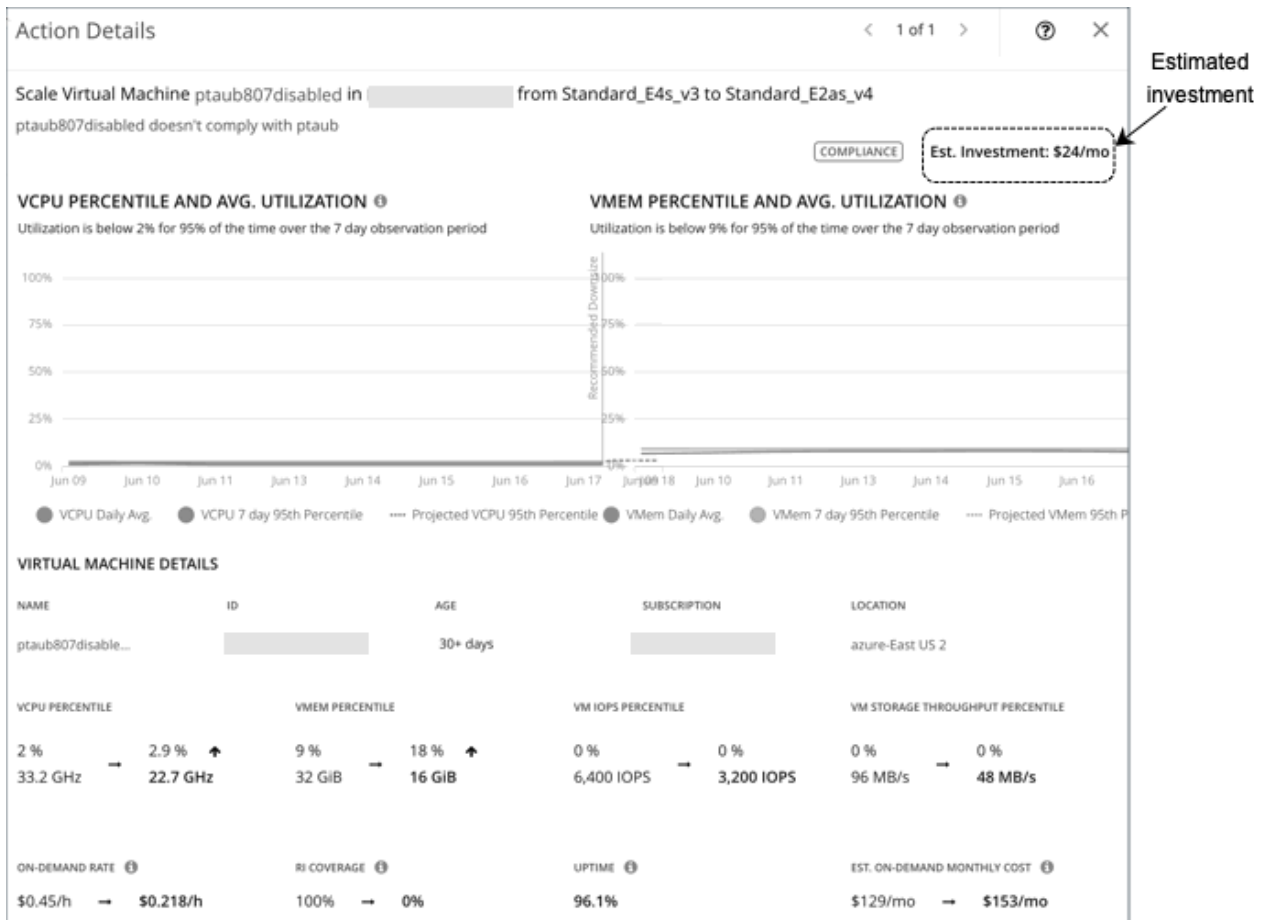 Action Details
< 1 of 1 >
Estimated
investment
Scale Virtual Machine ptaub807disabled in from Standard_E4s_v3 to Standard_E2as_v4
ptaub807disabled doesn't comply with ptaub
COMPLIANCE Est. Investment: $24/mo
VCPU PERCENTILE AND AVG. UTILIZATION
Utilization is below 2% for 95% of the time over the 7 day observation period
100%
75%
50%
25%
0%
Jun 09 Jun 10 Jun 11 Jun 13 Jun 14 Jun 15 Jun 16 Jun 17
Recommended Downsize
VCPU Daily Avg. VCPU 7 day 95th Percentile Projected VCPU 95th Percentile
VMEM PERCENTILE AND AVG. UTILIZATION
Utilization is below 9% for 95% of the time over the 7 day observation period
100%
75%
50%
25%
0%
18 Jun 10 Jun 11 Jun 13 Jun 14 Jun 15 Jun 16
VMem Daily Avg. VMem 7 day 95th Percentile Projected VMem 95th P
VIRTUAL MACHINE DETAILS
NAME ID AGE SUBSCRIPTION LOCATION
ptaub807disable... 30+ days azure-East US 2
VCPU PERCENTILE VMEM PERCENTILE VM IOPS PERCENTILE VM STORAGE THROUGHPUT PERCENTILE
2 % → 2.9 % ↑ 9 % → 18 % ↑ 0 % → 0 % 0 % → 0 %
33.2 GHz 22.7 GHz 32 GiB 16 GiB 6,400 IOPS 3,200 IOPS 96 MB/s 48 MB/s
ON-DEMAND RATE RI COVERAGE UPTIME EST. ON-DEMAND MONTHLY COST
$0.45/h → $0.218/h 100% → 0% 96.1% $129/mo → $153/mo